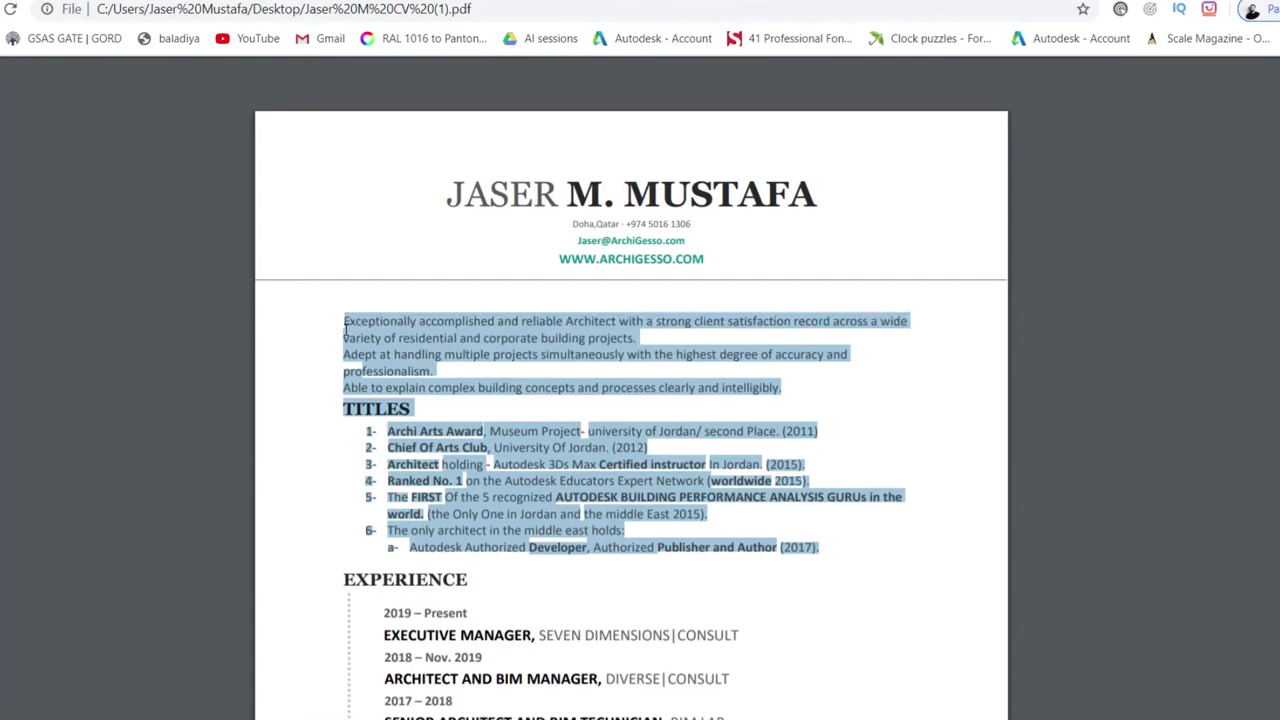 File | C:/Users/Jaser%20Mustafa/Desktop/Jaser%20M%20CV%20(1).pdf
GSAS GATE | GORD baladiya YouTube Gmail RAL 1016 to Panton... AI sessions Autodesk - Account 41 Professional Fon... Clock puzzles - For... Autodesk - Account Scale Magazine - O...
JASER M. MUSTAFA
Doha,Qatar · +974 5016 1306
Jaser@ArchiGesso.com
WWW.ARCHIGESSO.COM
Exceptionally accomplished and reliable Architect with a strong client satisfaction record across a wide
variety of residential and corporate building projects.
Adept at handling multiple projects simultaneously with the highest degree of accuracy and
professionalism.
Able to explain complex building concepts and processes clearly and intelligibly.
TITLES
1- Archi Arts Award, Museum Project- university of Jordan/ second Place. (2011)
2- Chief Of Arts Club, University Of Jordan. (2012)
3- Architect holding - Autodesk 3Ds Max Certified instructor In Jordan. (2015).
4- Ranked No. 1 on the Autodesk Educators Expert Network (worldwide 2015).
5- The FIRST Of the 5 recognized AUTODESK BUILDING PERFORMANCE ANALYSIS GURUs in the
world. (the Only One in Jordan and the middle East 2015).
6- The only architect in the middle east holds:
a- Autodesk Authorized Developer, Authorized Publisher and Author (2017).
EXPERIENCE
2019 – Present
EXECUTIVE MANAGER, SEVEN DIMENSIONS|CONSULT
2018 – Nov. 2019
ARCHITECT AND BIM MANAGER, DIVERSE|CONSULT
2017 – 2018
SENIOR ARCHITECT AND BIM TECHNICIAN, BIM LAB